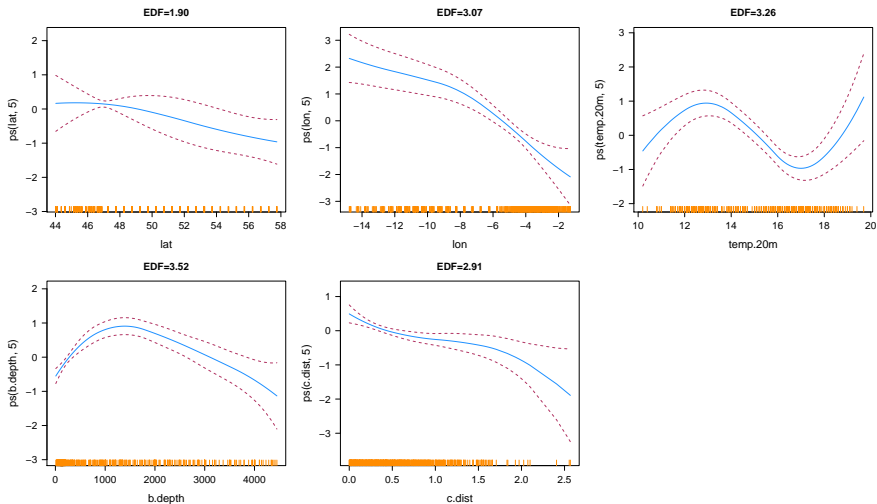 EDF=1.90
ps(lat, 5)
2
1
0
−1
−2
−3
44 46 48 50 52 54 56 58
lat
EDF=3.07
ps(lon, 5)
3
2
1
0
−1
−2
−3
−14 −12 −10 −8 −6 −4 −2
lon
EDF=3.26
ps(temp.20m, 5)
3
2
1
0
−1
−2
10 12 14 16 18 20
temp.20m
EDF=3.52
ps(b.depth, 5)
2
1
0
−1
−2
−3
0 1000 2000 3000 4000
b.depth
EDF=2.91
ps(c.dist, 5)
1
0
−1
−2
−3
0.0 0.5 1.0 1.5 2.0 2.5
c.dist